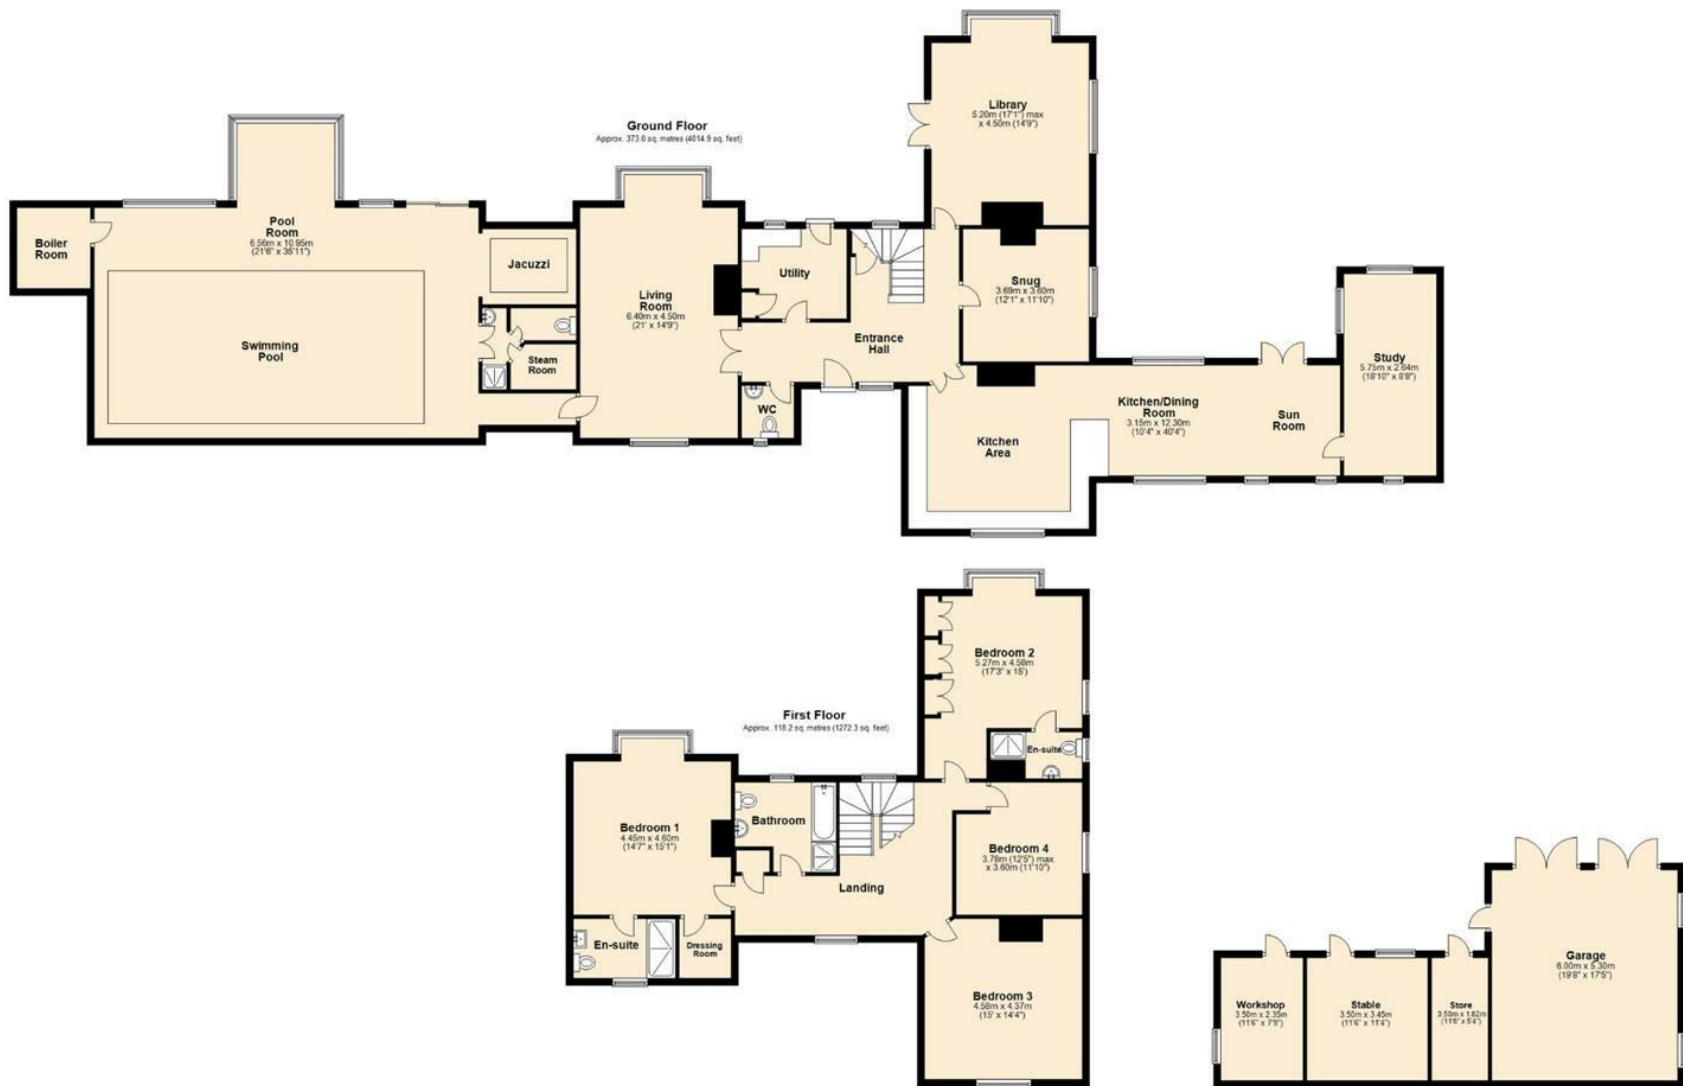 Ground Floor
Approx. 373.0 sq. metres (4014.9 sq. feet)
Library
5.20m (17'1") max
x 4.50m (14'9")
Pool
Room
6.56m x 10.95m
(21'6" x 35'11")
Boiler
Room
Jacuzzi
Utility
Snug
3.69m x 3.60m
(12'1" x 11'10")
Living
Room
6.40m x 4.50m
(21' x 14'9")
Swimming
Pool
Steam
Room
Entrance
Hall
Study
5.75m x 2.64m
(18'10" x 8'8")
WC
Kitchen/Dining
Room
3.15m x 12.30m
(10'4" x 40'4")
Sun
Room
Kitchen
Area
First Floor
Approx. 118.2 sq. metres (1272.3 sq. feet)
Bedroom 2
5.27m x 4.58m
(17'3" x 15')
En-suite
Bedroom 1
4.45m x 4.60m
(14'7" x 15'1")
Bathroom
Bedroom 4
3.78m (12'5") max
x 3.60m (11'10")
Landing
En-suite
Dressing
Room
Bedroom 3
4.58m x 4.37m
(15' x 14'4")
Garage
6.00m x 5.30m
(19'8" x 17'5")
Workshop
3.50m x 2.35m
(11'6" x 7'9")
Stable
3.50m x 3.45m
(11'6" x 11'4")
Store
3.50m x 1.62m
(11'6" x 5'4")